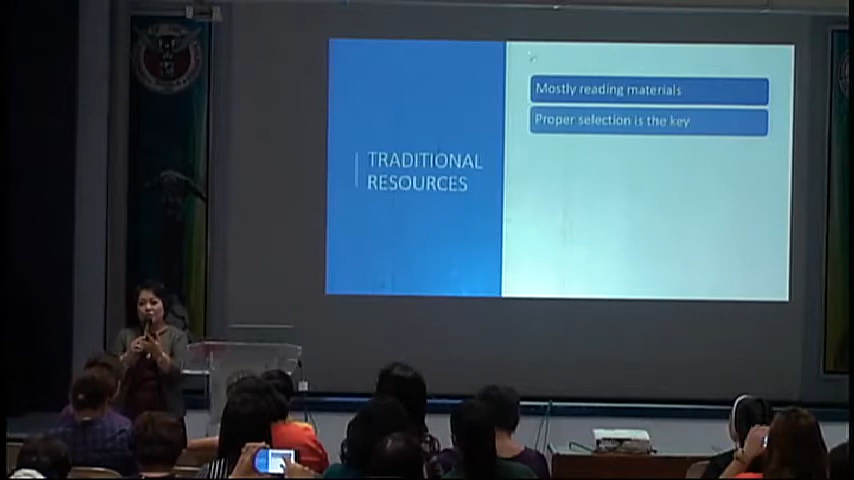 TRADITIONAL
RESOURCES
Mostly reading materials
Proper selection is the key